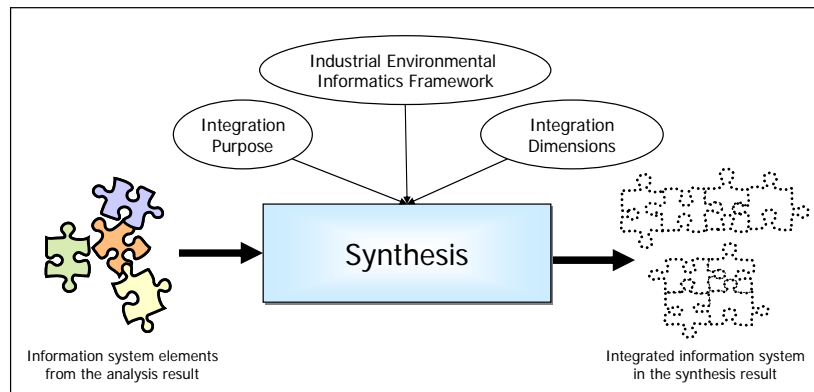 Industrial Environmental
Informatics Framework
Integration
Purpose
Integration
Dimensions
Synthesis
Information system elements
from the analysis result
Integrated information system
in the synthesis result